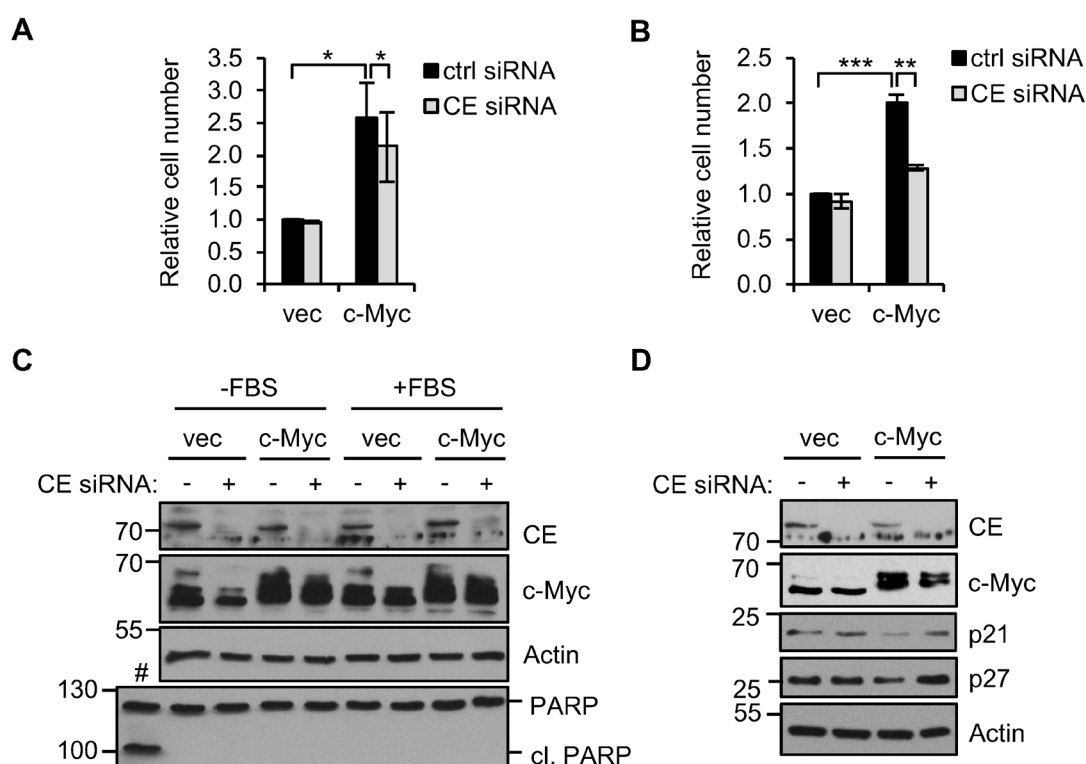 A
3.5
3.0
2.5
2.0
1.5
1.0
0.5
0.0
Relative cell number
* *
ctrl siRNA
CE siRNA
vec c-Myc
B
2.5
2.0
1.5
1.0
0.5
0.0
Relative cell number
*** **
ctrl siRNA
CE siRNA
vec c-Myc
C
-FBS +FBS
vec c-Myc vec c-Myc
CE siRNA: - + - + - + - +
70 CE
70 c-Myc
55 Actin
#
130 PARP
100 cl. PARP
D
vec c-Myc
CE siRNA: - + - +
70 CE
70 c-Myc
25 p21
25 p27
55 Actin